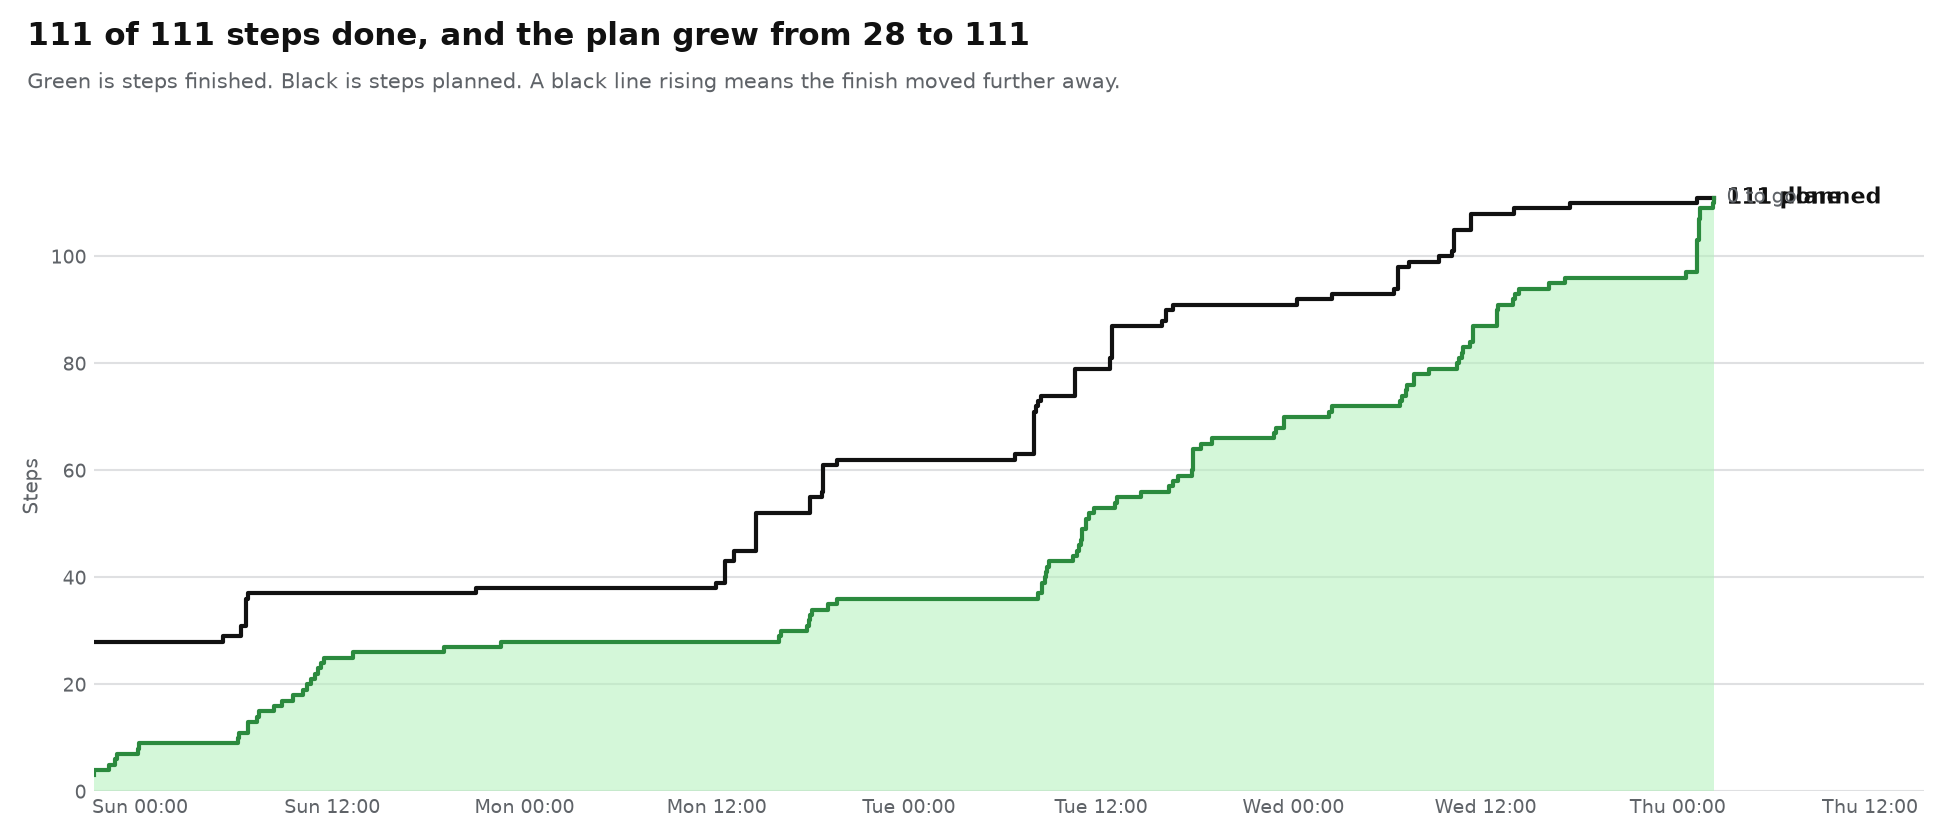 111 of 111 steps done, and the plan grew from 28 to 111
Green is steps finished. Black is steps planned. A black line rising means the finish moved further away.
111 planned
100
80
60
40
20
0
Steps
Sun 00:00
Sun 12:00
Mon 00:00
Mon 12:00
Tue 00:00
Tue 12:00
Wed 00:00
Wed 12:00
Thu 00:00
Thu 12:00